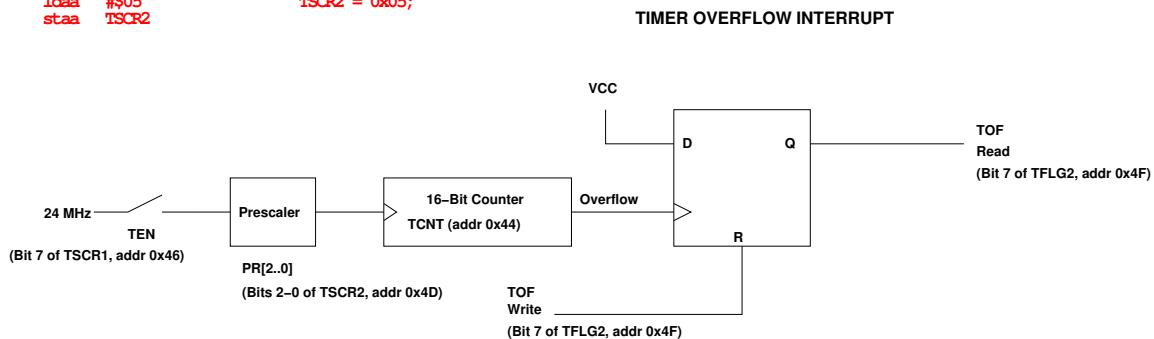 ldaa #$05 TSCR2 = 0x05;
staa TSCR2
TIMER OVERFLOW INTERRUPT
VCC
D Q
TOF
Read
(Bit 7 of TFLG2, addr 0x4F)
24 MHz
TEN
(Bit 7 of TSCR1, addr 0x46)
Prescaler
PR[2..0]
(Bits 2−0 of TSCR2, addr 0x4D)
16−Bit Counter
TCNT (addr 0x44)
Overflow
R
TOF
Write
(Bit 7 of TFLG2, addr 0x4F)